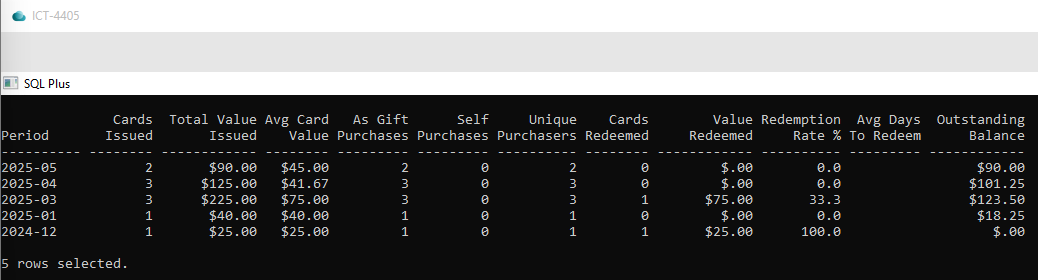 ICT-4405
SQL Plus
           Cards  Total Value Avg Card   As Gift      Self     Unique    Cards        Value Redemption  Avg Days  Outstanding
Period    Issued       Issued    Value Purchases Purchases Purchasers Redeemed     Redeemed     Rate % To Redeem      Balance
---------- -------- ------------ -------- --------- --------- ---------- -------- ------------ ---------- --------- ------------
2025-05        2       $90.00   $45.00         2         0          2        0         $.00        0.0                 $90.00
2025-04        3      $125.00   $41.67         3         0          3        0         $.00        0.0                $101.25
2025-03        3      $225.00   $75.00         3         0          3        1       $75.00       33.3                $123.50
2025-01        1       $40.00   $40.00         1         0          1        0         $.00        0.0                 $18.25
2024-12        1       $25.00   $25.00         1         0          1        1       $25.00      100.0                   $.00
5 rows selected.